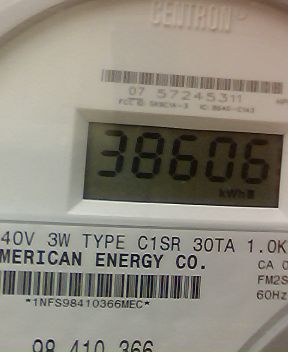 CENTRON
07 57245311
38606
kWh
40V 3W TYPE C1SR 30TA 1.0K
MERICAN ENERGY CO.
CA 0
FM2S
60Hz
*1NFS98410366MEC*
98 410 366